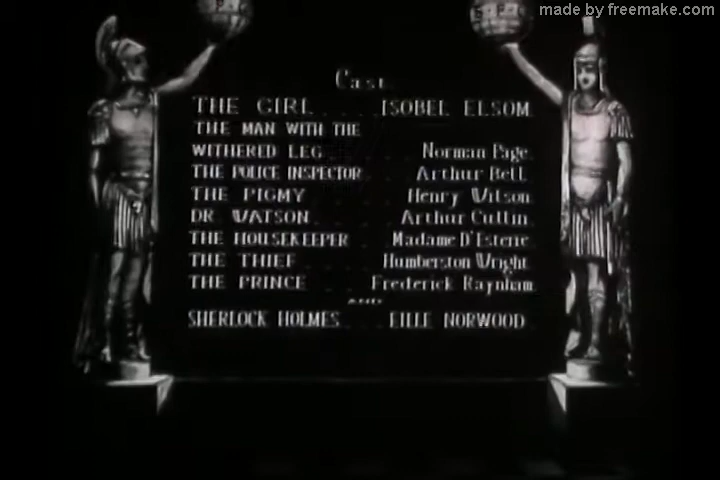 made by freemake.com
Cast.
THE GIRL .... ISOBEL ELSOM.
THE MAN WITH THE
WITHERED LEG ... Norman Page.
THE POLICE INSPECTOR ... Arthur Bell.
THE PIGMY ... Henry Wilson.
DR WATSON ... Arthur Cullin.
THE HOUSEKEEPER ... Madame D'Esterre.
THE THIEF ... Humberston Wright.
THE PRINCE ... Frederick Raynham.
AND
SHERLOCK HOLMES ... EILLE NORWOOD.